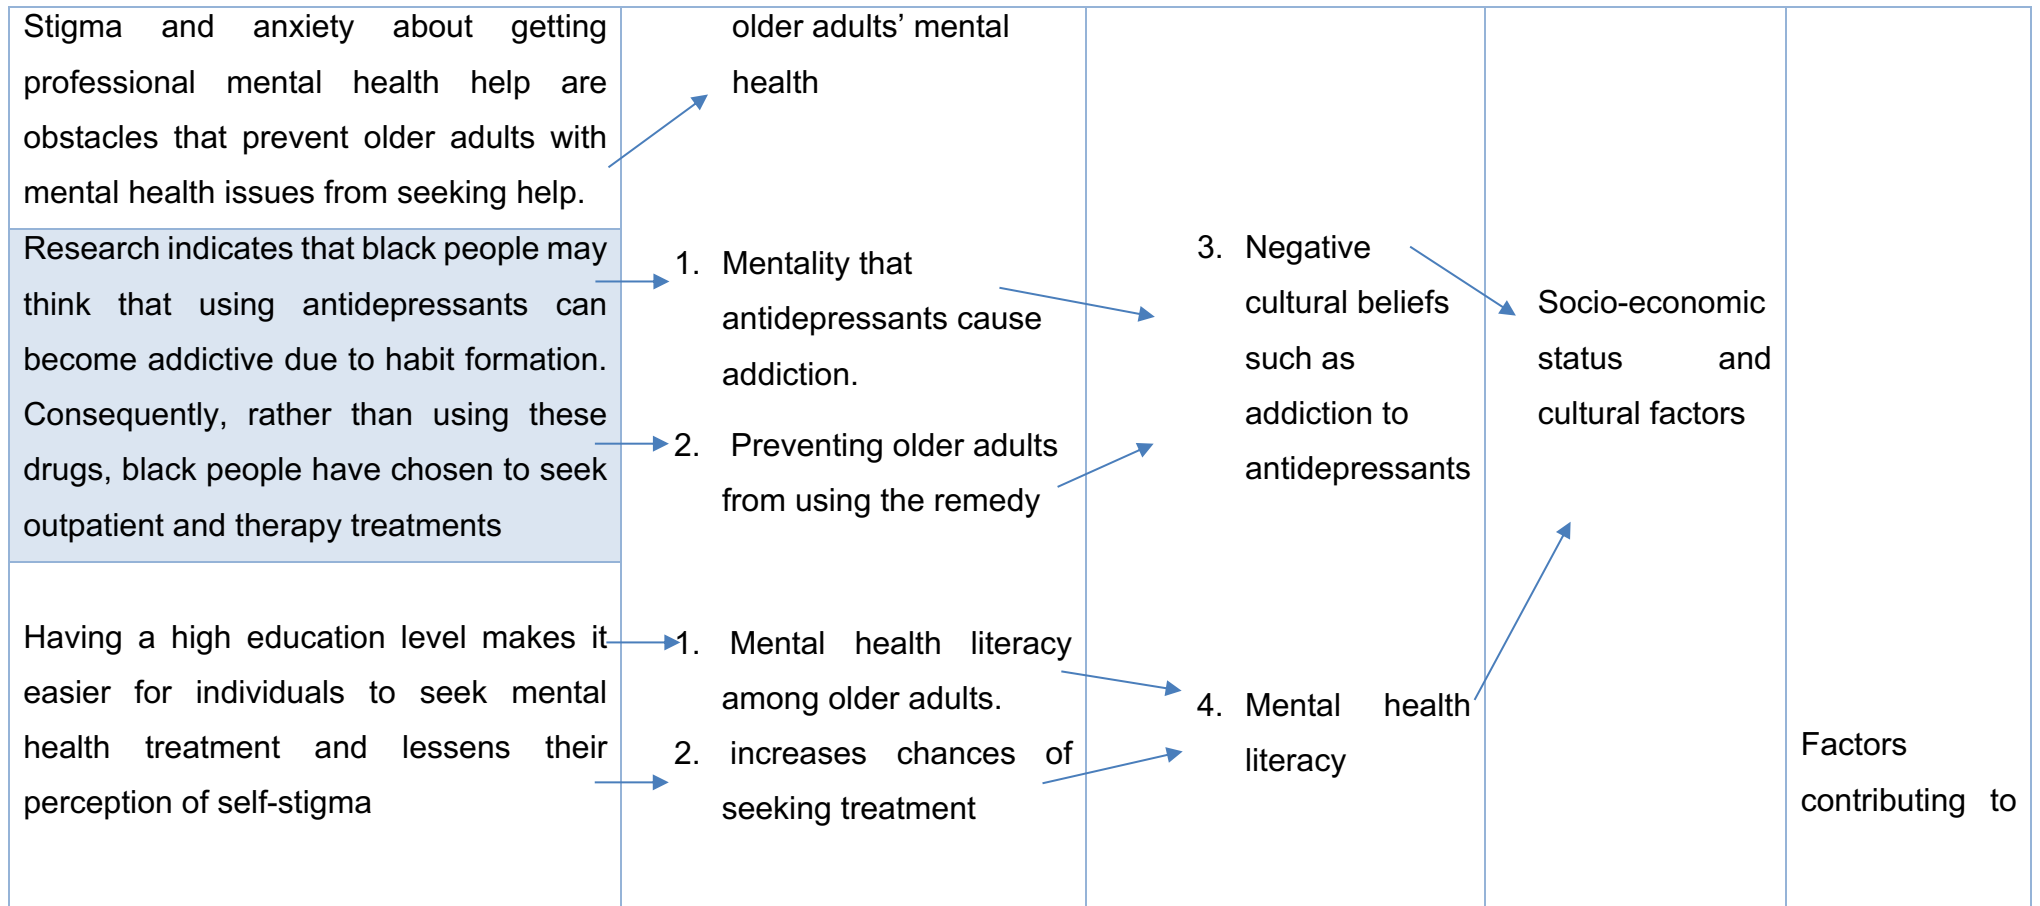 Stigma and anxiety about getting
professional mental health help are
obstacles that prevent older adults with
mental health issues from seeking help.
Research indicates that black people may
think that using antidepressants can
become addictive due to habit formation.
Consequently, rather than using these
drugs, black people have chosen to seek
outpatient and therapy treatments
Having a high education level makes it
easier for individuals to seek mental
health treatment and lessens their
perception of self-stigma
older adults’ mental
health
1. Mentality that
antidepressants cause
addiction.
2. Preventing older adults
from using the remedy
1. Mental health literacy
among older adults.
2. increases chances of
seeking treatment
3. Negative
cultural beliefs
such as
addiction to
antidepressants
4. Mental health
literacy
Socio-economic
status and
cultural factors
Factors
contributing to